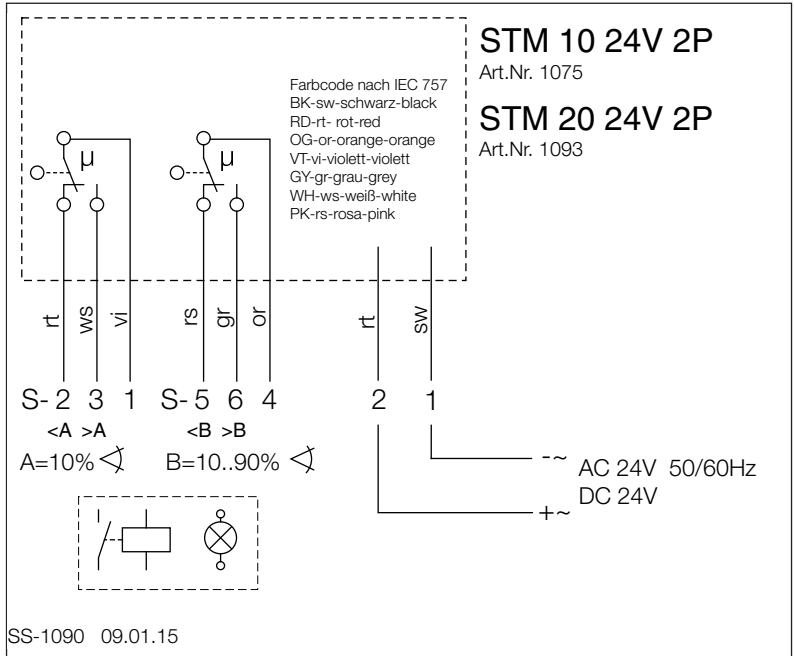 STM 10 24V 2P
Art.Nr. 1075
STM 20 24V 2P
Art.Nr. 1093
Farbcode nach IEC 757
BK-sw-schwarz-black
RD-rt- rot-red
OG-or-orange-orange
VT-vi-violett-violett
GY-gr-grau-grey
WH-ws-weiß-white
PK-rs-rosa-pink
µ µ
rt ws vi rs gr or rt sw
S- 2 3 1 S- 5 6 4 2 1
<A >A <B >B
A=10% B=10..90%
-~ AC 24V 50/60Hz
+~ DC 24V
SS-1090 09.01.15